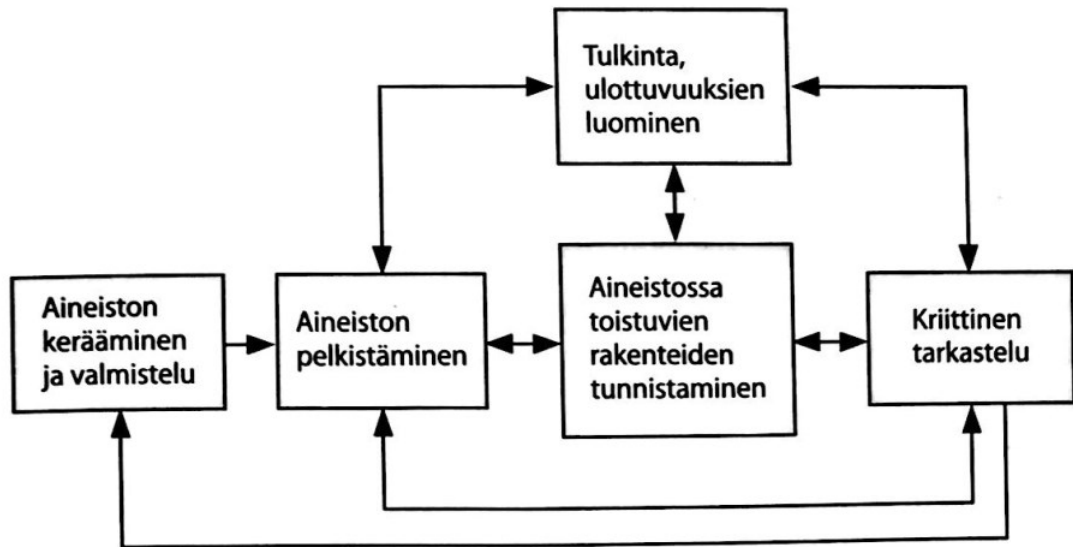 Tulkinta,
ulottuvuuksien
luominen
Aineiston
kerääminen
ja valmistelu
Aineiston
pelkistäminen
Aineistossa
toistuvien
rakenteiden
tunnistaminen
Kriittinen
tarkastelu